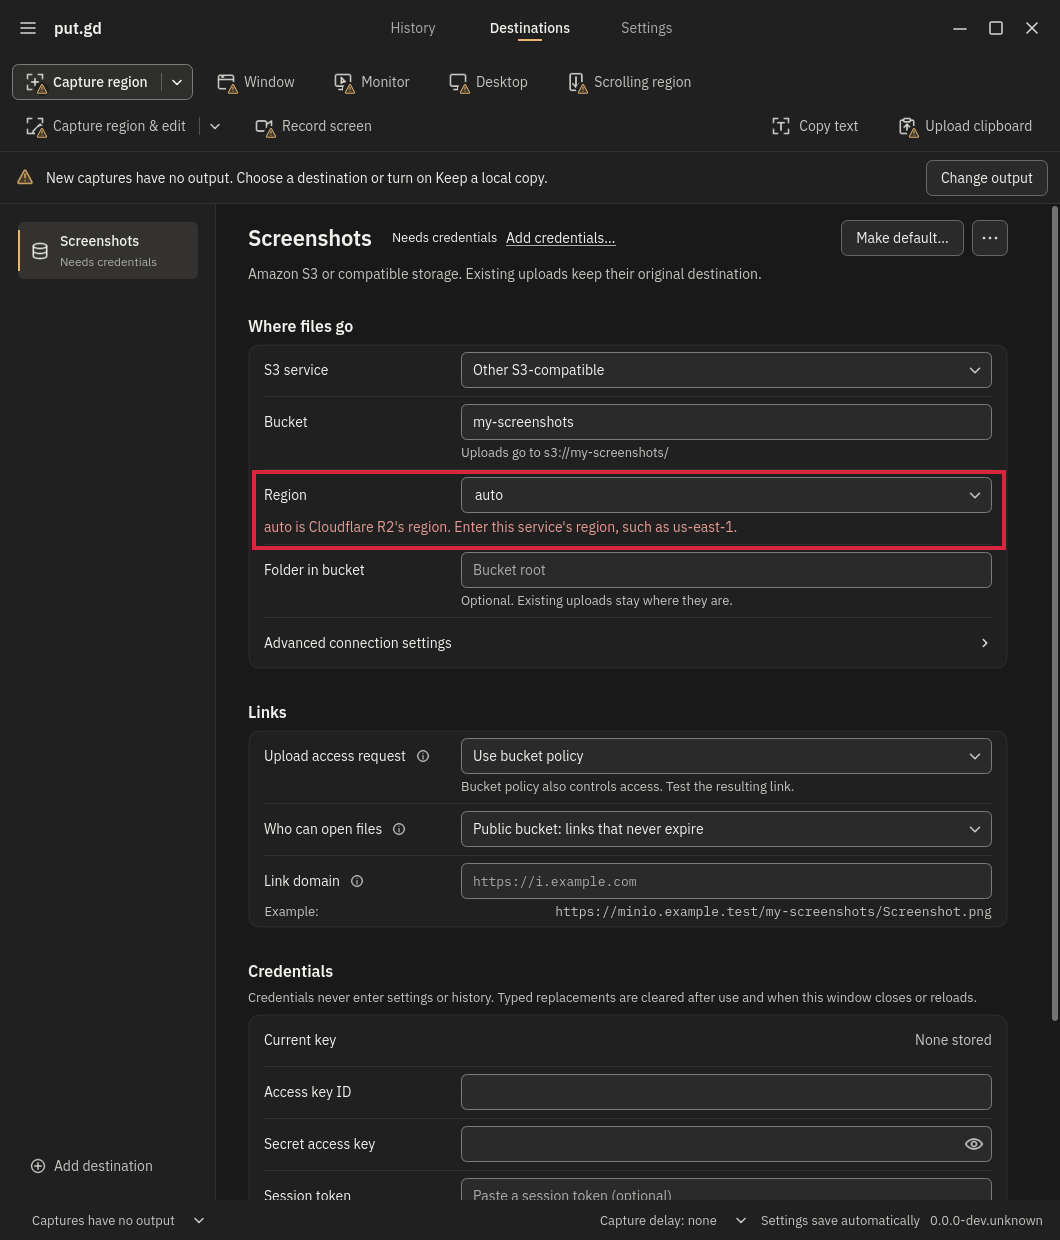 put.gd
History
Destinations
Settings
Capture region
Window
Monitor
Desktop
Scrolling region
Capture region & edit
Record screen
Copy text
Upload clipboard
New captures have no output. Choose a destination or turn on Keep a local copy.
Change output
Screenshots
Needs credentials
Screenshots
Needs credentials
Add credentials...
Make default...
Amazon S3 or compatible storage. Existing uploads keep their original destination.
Where files go
S3 service
Other S3-compatible
Bucket
my-screenshots
Uploads go to s3://my-screenshots/
Region
auto
auto is Cloudflare R2's region. Enter this service's region, such as us-east-1.
Folder in bucket
Bucket root
Optional. Existing uploads stay where they are.
Advanced connection settings
Links
Upload access request
Use bucket policy
Bucket policy also controls access. Test the resulting link.
Who can open files
Public bucket: links that never expire
Link domain
https://i.example.com
Example:
https://minio.example.test/my-screenshots/Screenshot.png
Credentials
Credentials never enter settings or history. Typed replacements are cleared after use and when this window closes or reloads.
Current key
None stored
Access key ID
Secret access key
Session token
Paste a session token (optional)
Add destination
Captures have no output
Capture delay: none
Settings save automatically
0.0.0-dev.unknown